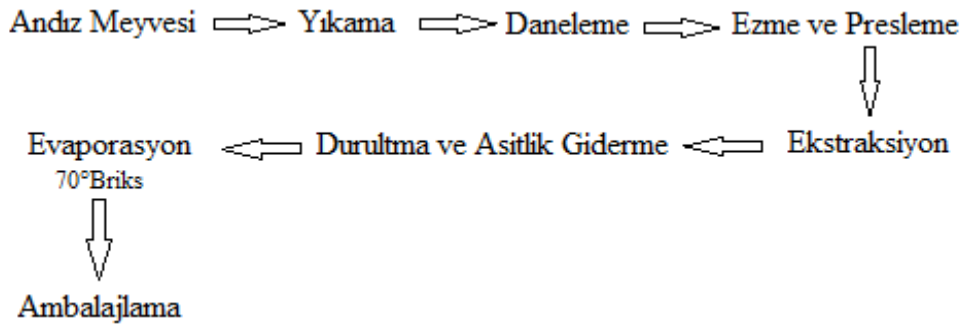 Andız Meyvesi Yıkama Daneleme Ezme ve Presleme
Ekstraksiyon
Durultma ve Asitlik Giderme
Evaporasyon
70°Briks
Ambalajlama